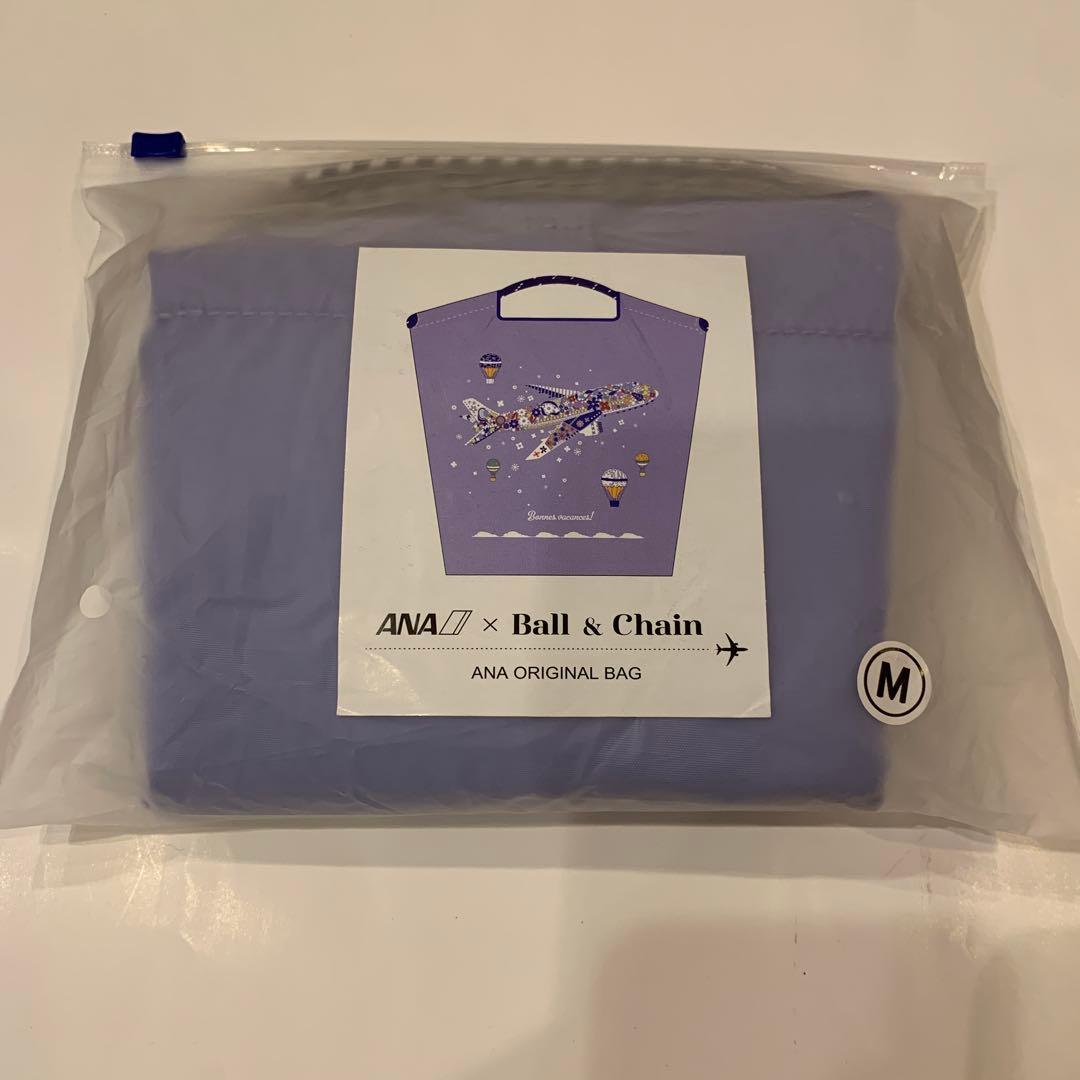 Bonnes vacances!
ANA × Ball & Chain
ANA ORIGINAL BAG
M